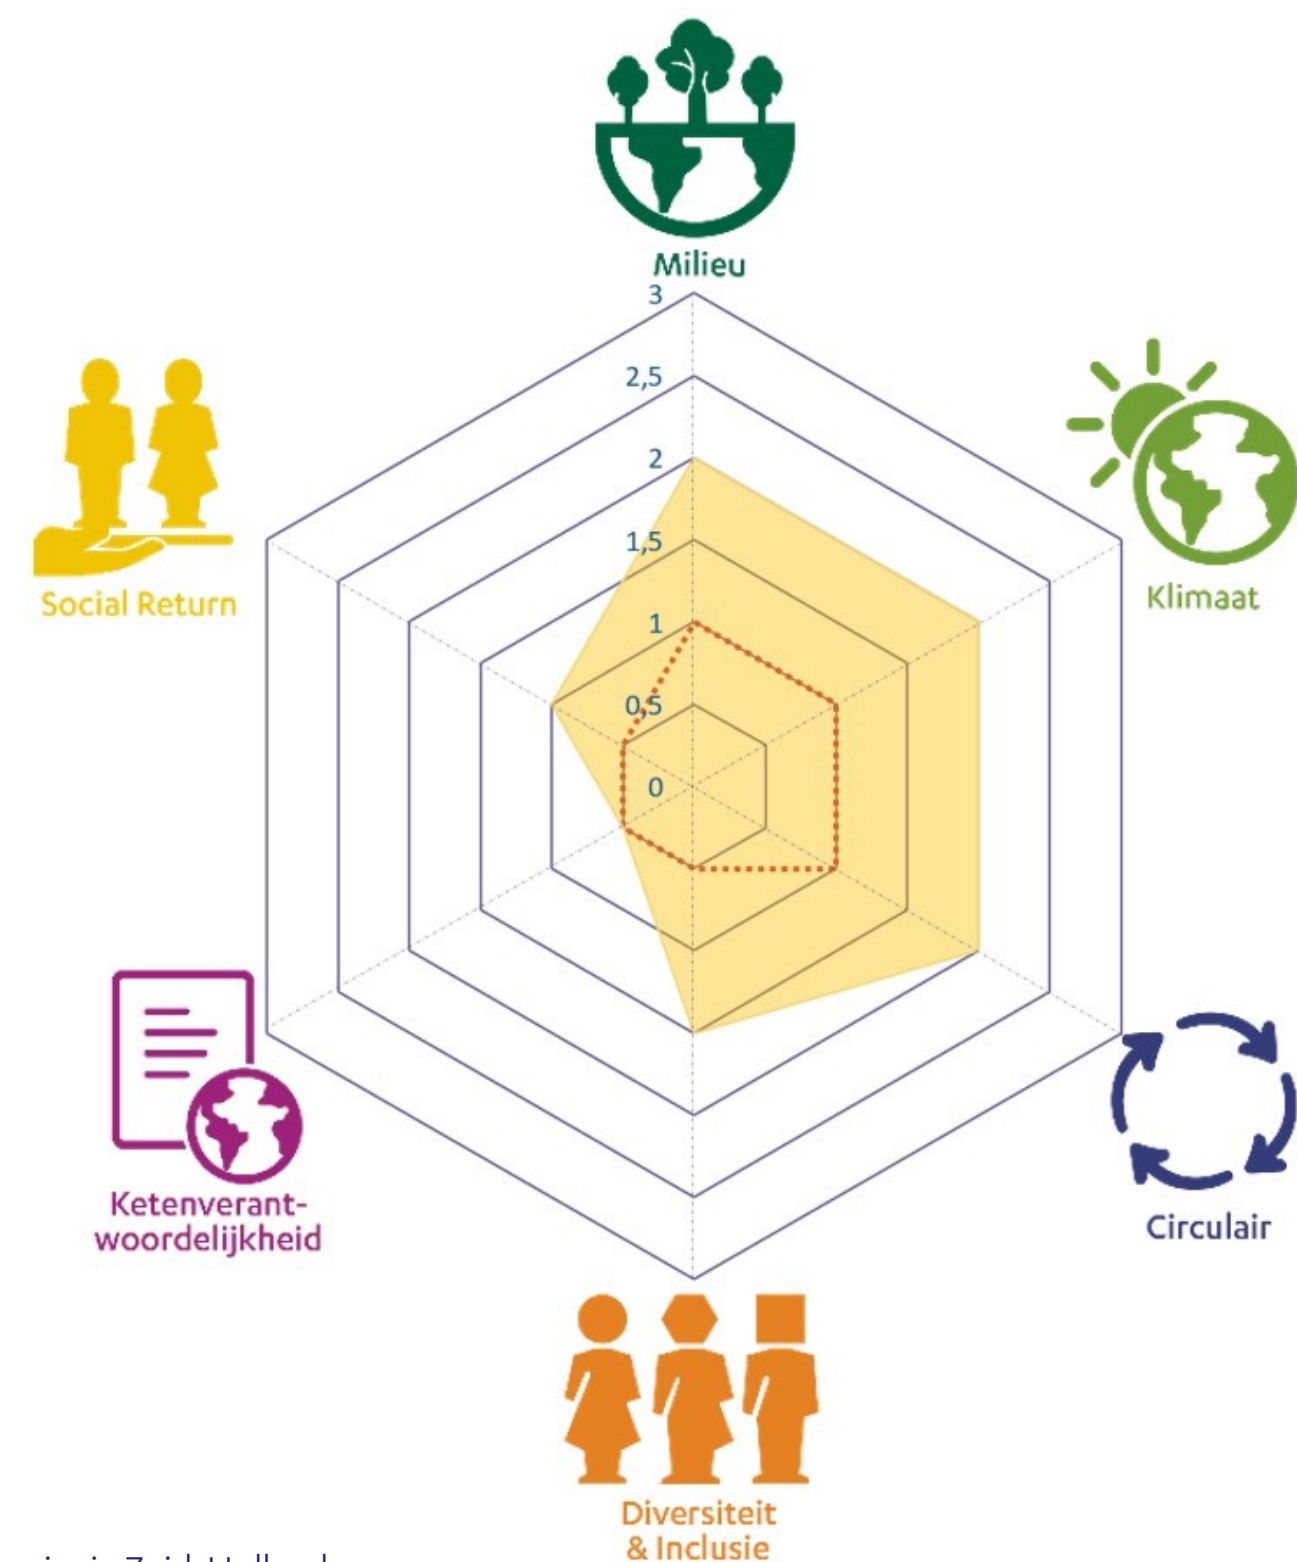 Milieu
3
2,5
2
1,5
1
0,5
0
Klimaat
Social Return
Ketenverant-
woordelijkheid
Circulair
Diversiteit
& Inclusie